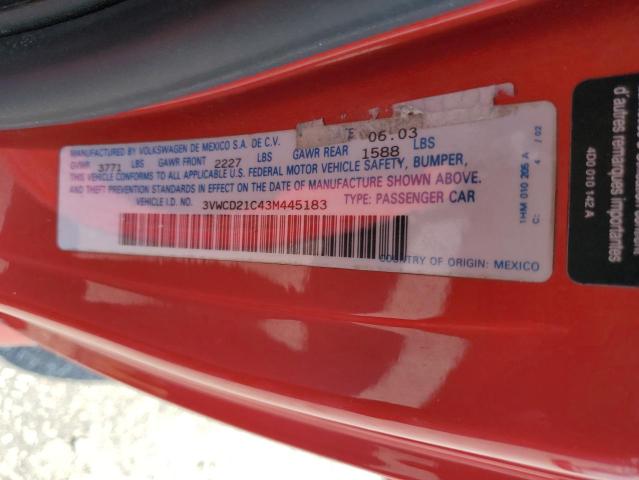 MANUFACTURED BY VOLKSWAGEN DE MEXICO S.A. DE C.V. 06.03
GVWR 3771 LBS GAWR FRONT 2227 LBS GAWR REAR 1588 LBS
THIS VEHICLE CONFORMS TO ALL APPLICABLE U.S. FEDERAL MOTOR VEHICLE SAFETY, BUMPER,
AND THEFT PREVENTION STANDARDS IN EFFECT ON THE DATE OF MANUFACTURE SHOWN ABOVE.
VEHICLE I.D. NO. 3VWCD21C43M445183 TYPE: PASSENGER CAR
COUNTRY OF ORIGIN: MEXICO
1HM 010 205 A
C: 4 / 02
d'autres remarques importantes
4D0 010 142 A